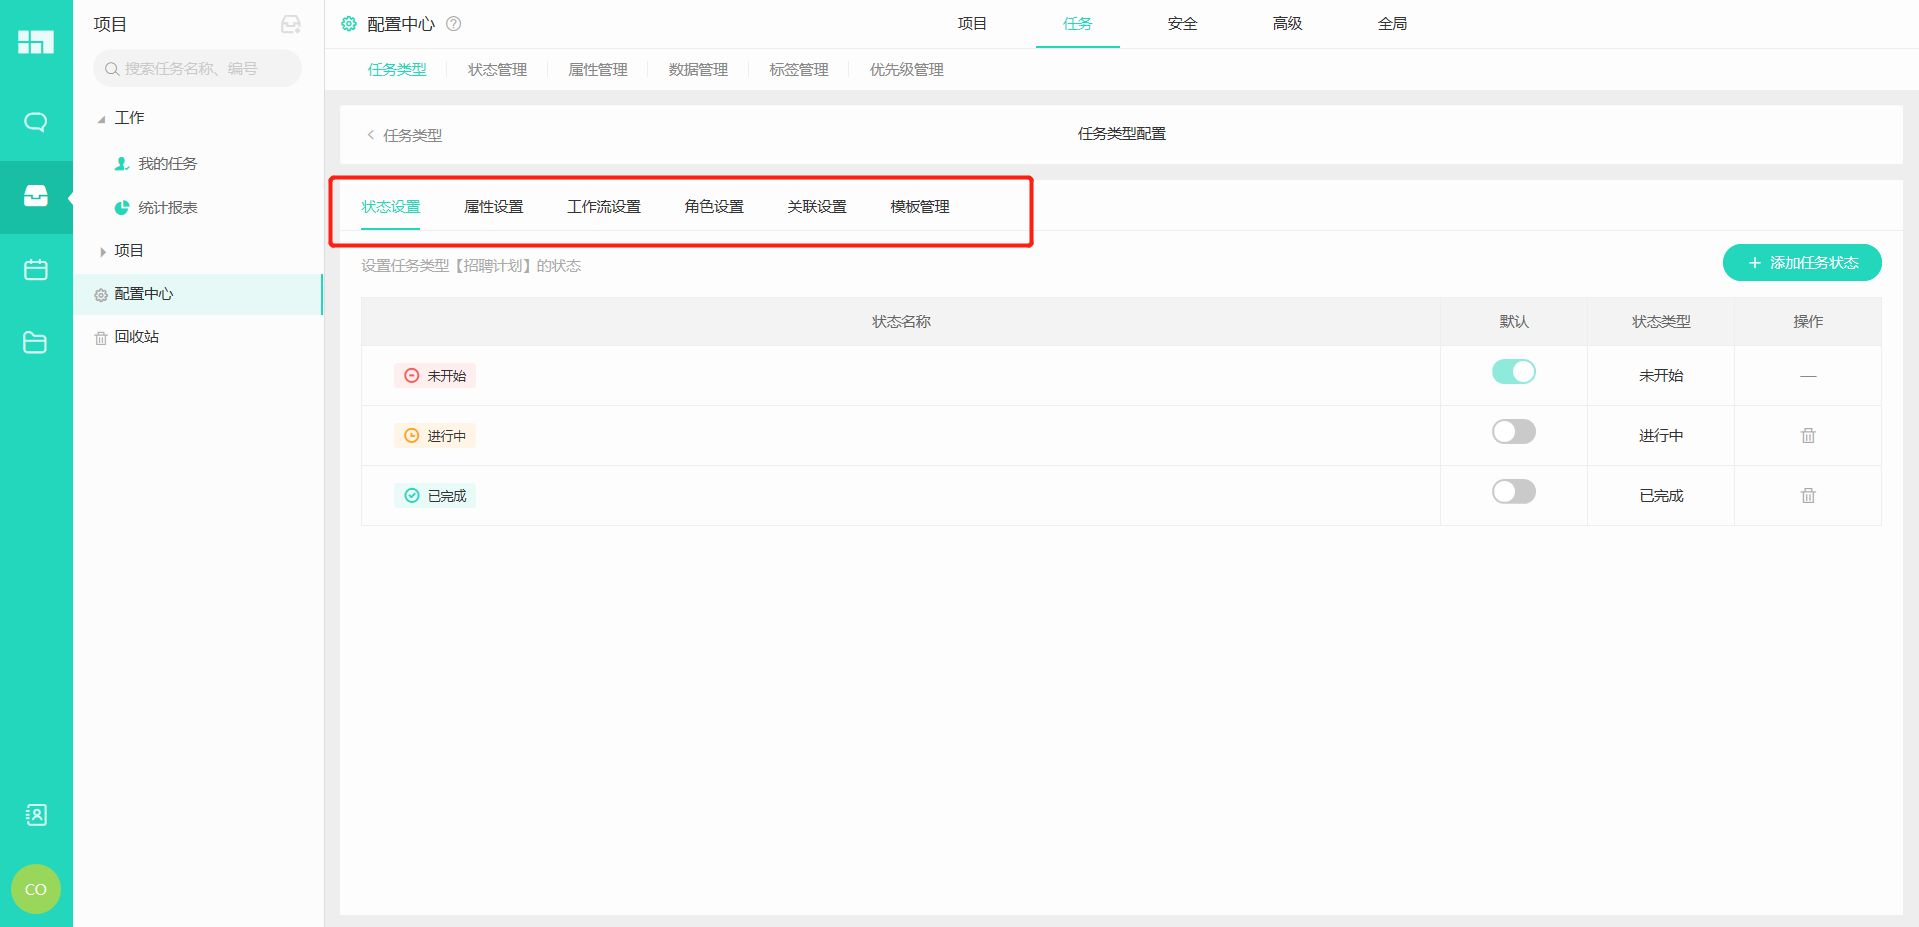 项目
搜索任务名称、编号
工作
我的任务
统计报表
项目
配置中心
回收站
CO
配置中心 ?
项目 任务 安全 高级 全局
任务类型 状态管理 属性管理 数据管理 标签管理 优先级管理
< 任务类型 任务类型配置
状态设置 属性设置 工作流设置 角色设置 关联设置 模板管理
设置任务类型【招聘计划】的状态 + 添加任务状态
状态名称 默认 状态类型 操作
未开始 未开始 —
进行中 进行中
已完成 已完成